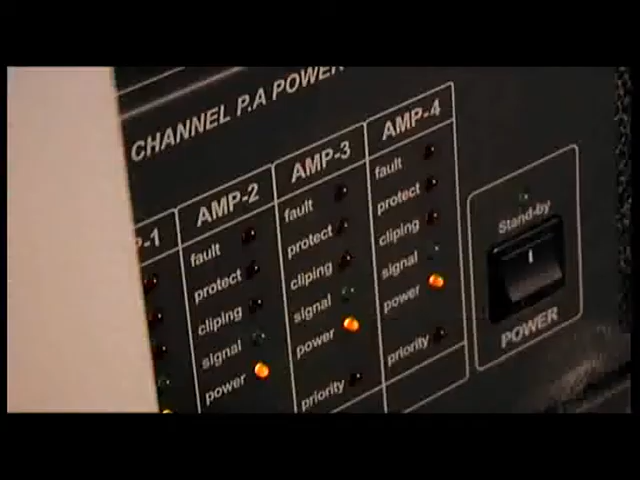 CHANNEL P.A POWER
P-1
AMP-2
fault
protect
cliping
signal
power
AMP-3
fault
protect
cliping
signal
power
priority
AMP-4
fault
protect
cliping
signal
power
priority
Stand-by
POWER